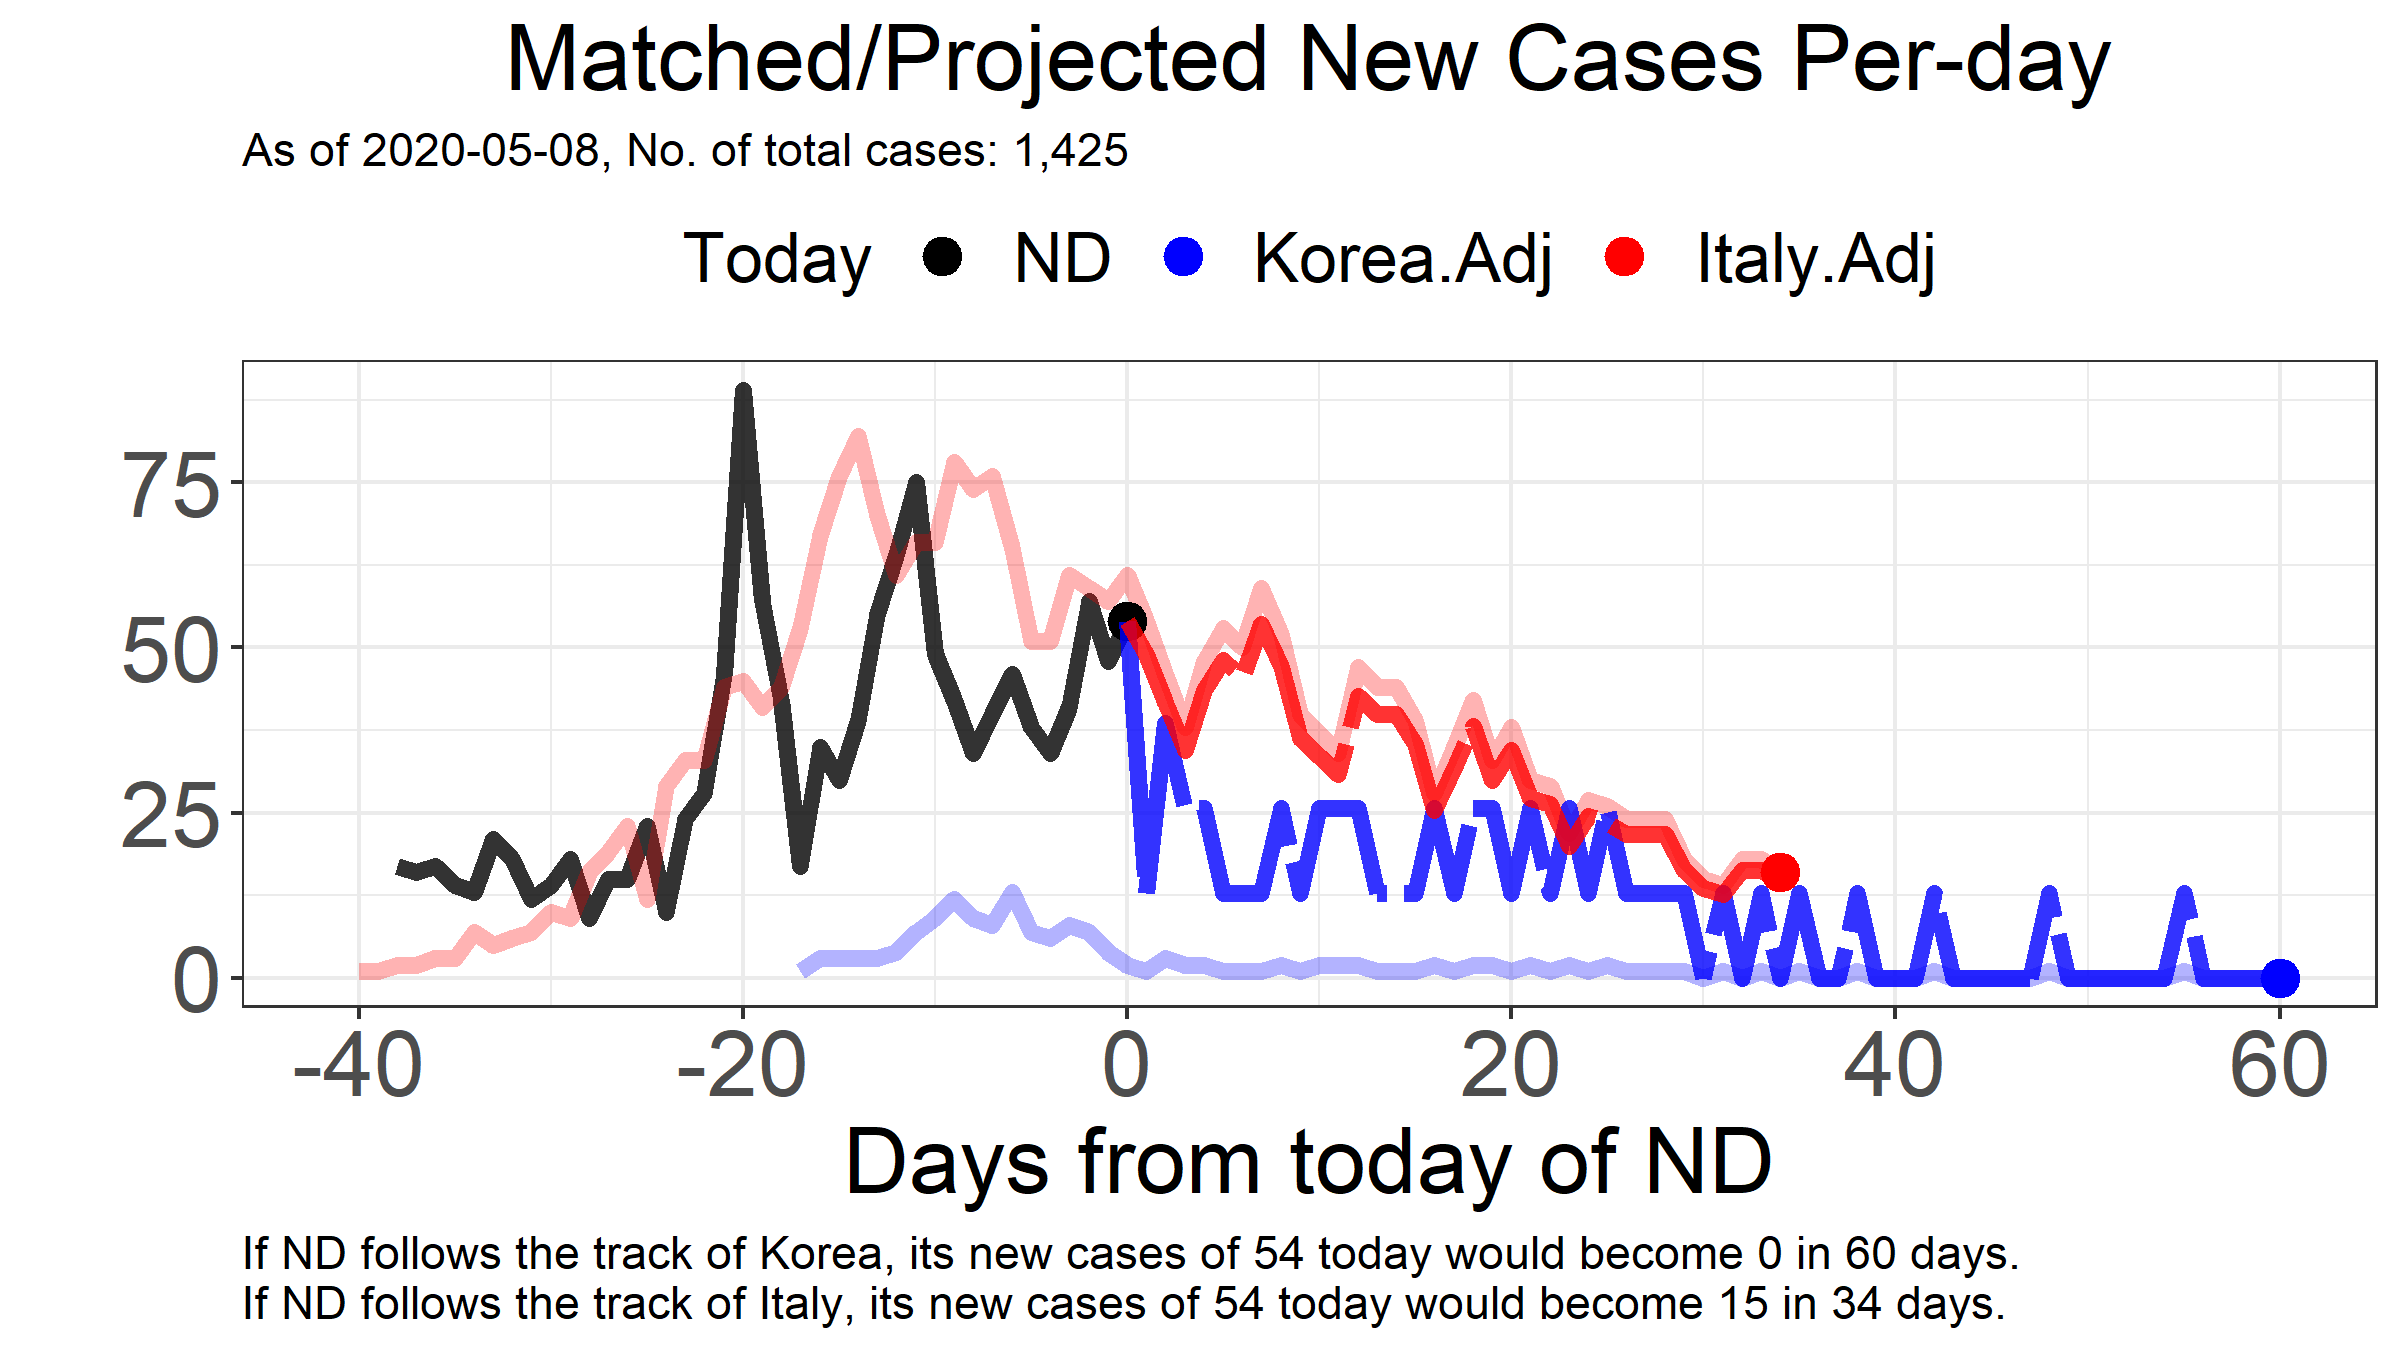 Matched/Projected New Cases Per-day
As of 2020-05-08, No. of total cases: 1,425
Today ND Korea.Adj Italy.Adj
75
50
25
0
-40 -20 0 20 40 60
Days from today of ND
If ND follows the track of Korea, its new cases of 54 today would become 0 in 60 days.
If ND follows the track of Italy, its new cases of 54 today would become 15 in 34 days.